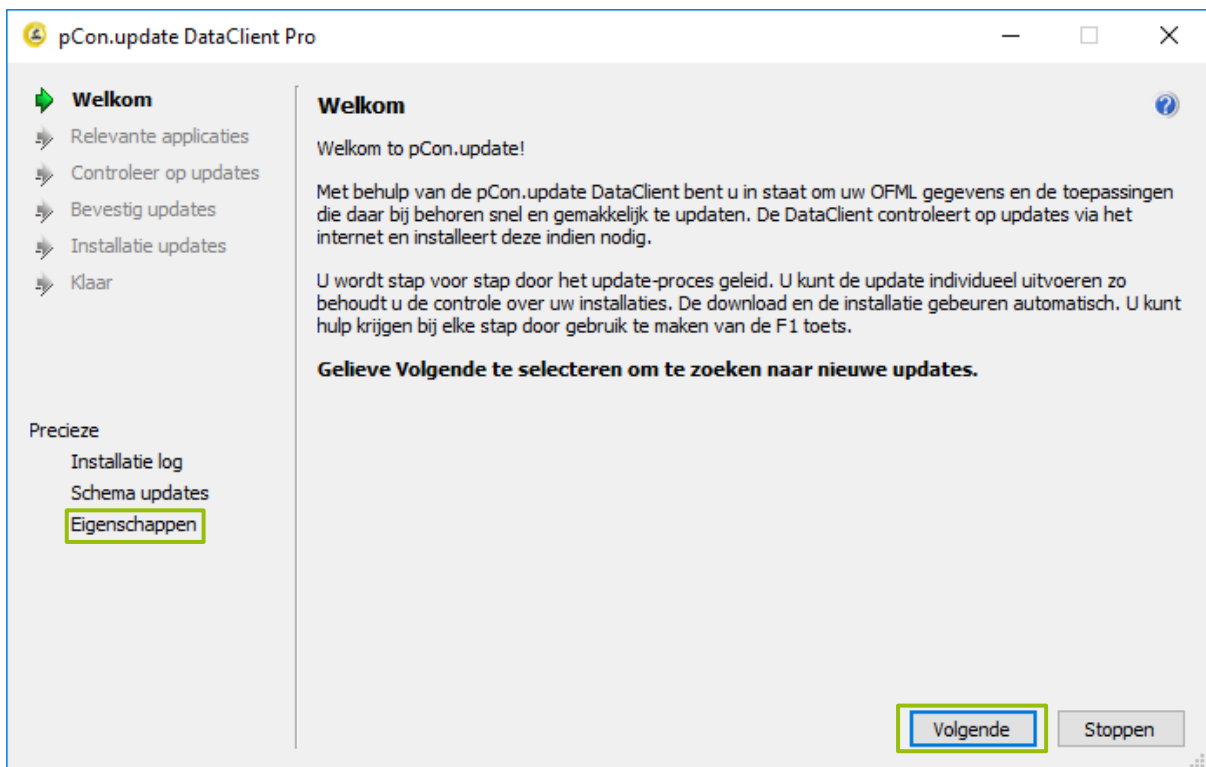 pCon.update DataClient Pro
Welkom
Relevante applicaties
Controleer op updates
Bevestig updates
Installatie updates
Klaar
Precieze
Installatie log
Schema updates
Eigenschappen
Welkom
Welkom to pCon.update!
Met behulp van de pCon.update DataClient bent u in staat om uw OFML gegevens en de toepassingen
die daar bij behoren snel en gemakkelijk te updaten. De DataClient controleert op updates via het
internet en installeert deze indien nodig.
U wordt stap voor stap door het update-proces geleid. U kunt de update individueel uitvoeren zo
behoudt u de controle over uw installaties. De download en de installatie gebeuren automatisch. U kunt
hulp krijgen bij elke stap door gebruik te maken van de F1 toets.
Gelieve Volgende te selecteren om te zoeken naar nieuwe updates.
Volgende
Stoppen